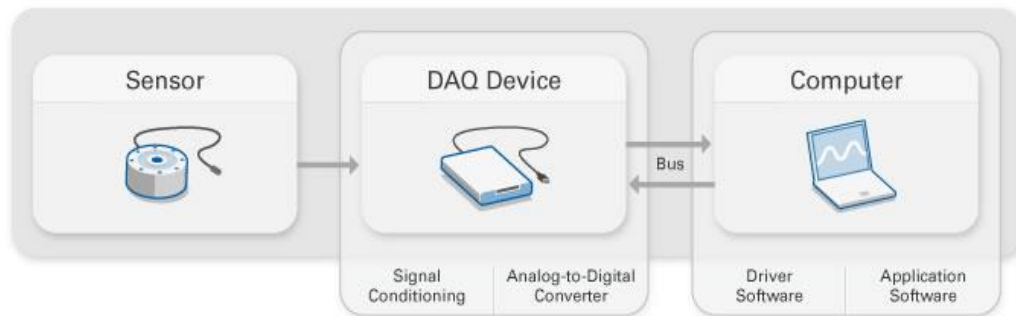 Sensor
DAQ Device
Computer
Bus
Signal
Conditioning
Analog-to-Digital
Converter
Driver
Software
Application
Software